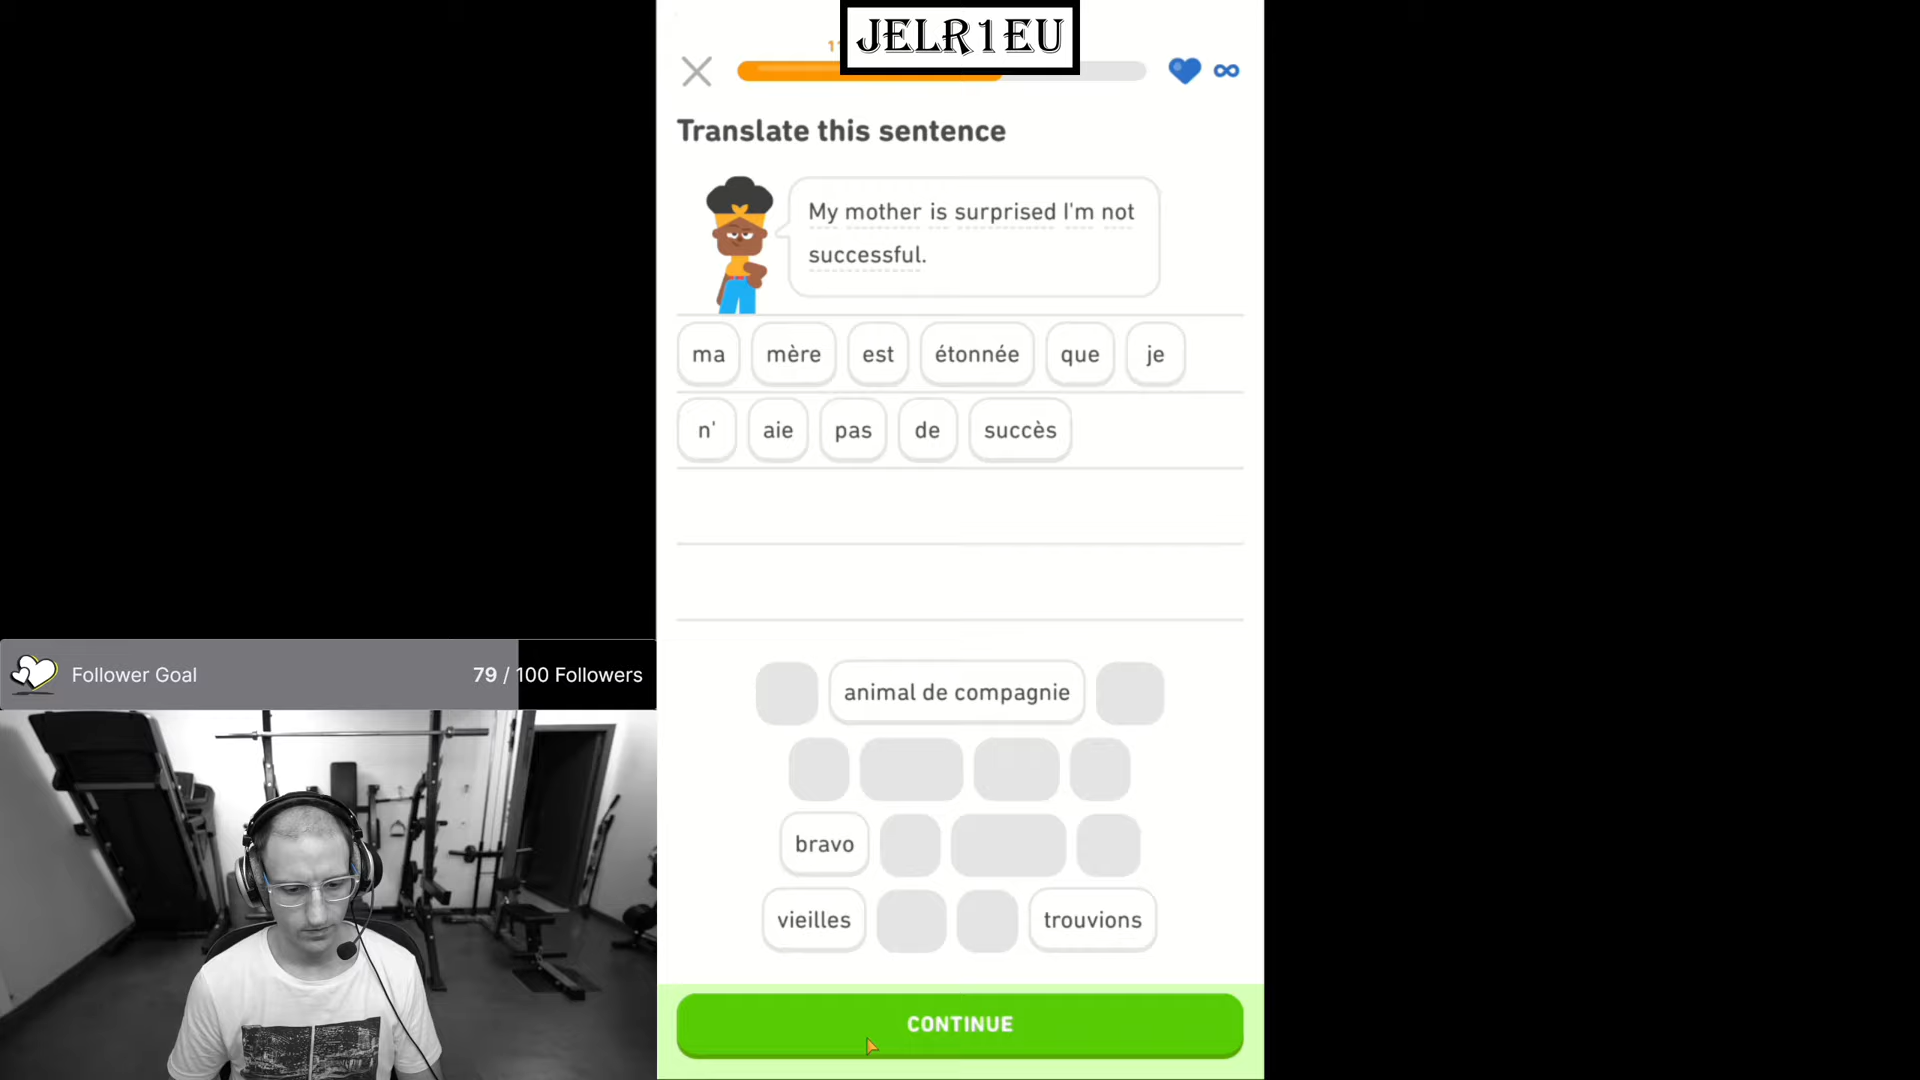 JELR1EU
11
Translate this sentence
My mother is surprised I'm not
successful.
ma mère est étonnée que je
n' aie pas de succès
Follower Goal 79 / 100 Followers
animal de compagnie
bravo
vieilles trouvions
CONTINUE